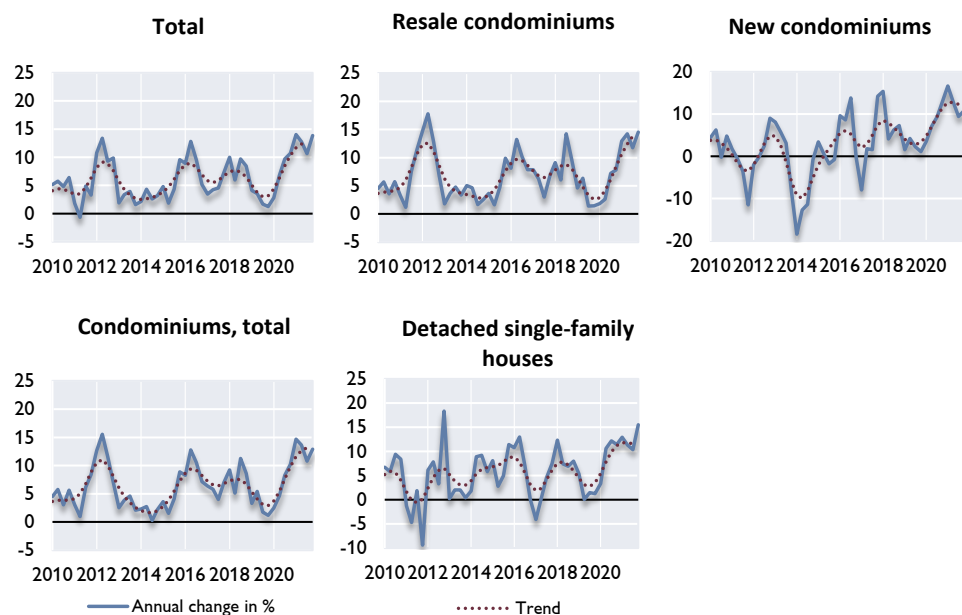 Total
25
20
15
10
5
0
-5
2010 2012 2014 2016 2018 2020
Resale condominiums
25
20
15
10
5
0
-5
2010 2012 2014 2016 2018 2020
New condominiums
20
10
0
-10
-20
2010 2012 2014 2016 2018 2020
Condominiums, total
25
20
15
10
5
0
-5
2010 2012 2014 2016 2018 2020
Detached single-family
houses
25
20
15
10
5
0
-5
-10
2010 2012 2014 2016 2018 2020
Annual change in %
Trend